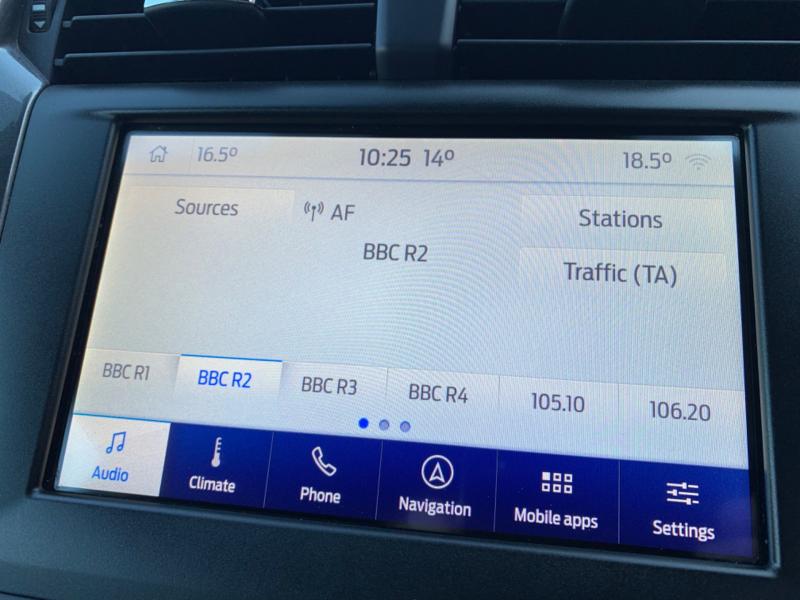 16.5º 10:25 14º 18.5º
Sources AF Stations
BBC R2
Traffic (TA)
BBC R1 BBC R2 BBC R3 BBC R4 105.10 106.20
Audio Climate Phone Navigation Mobile apps Settings